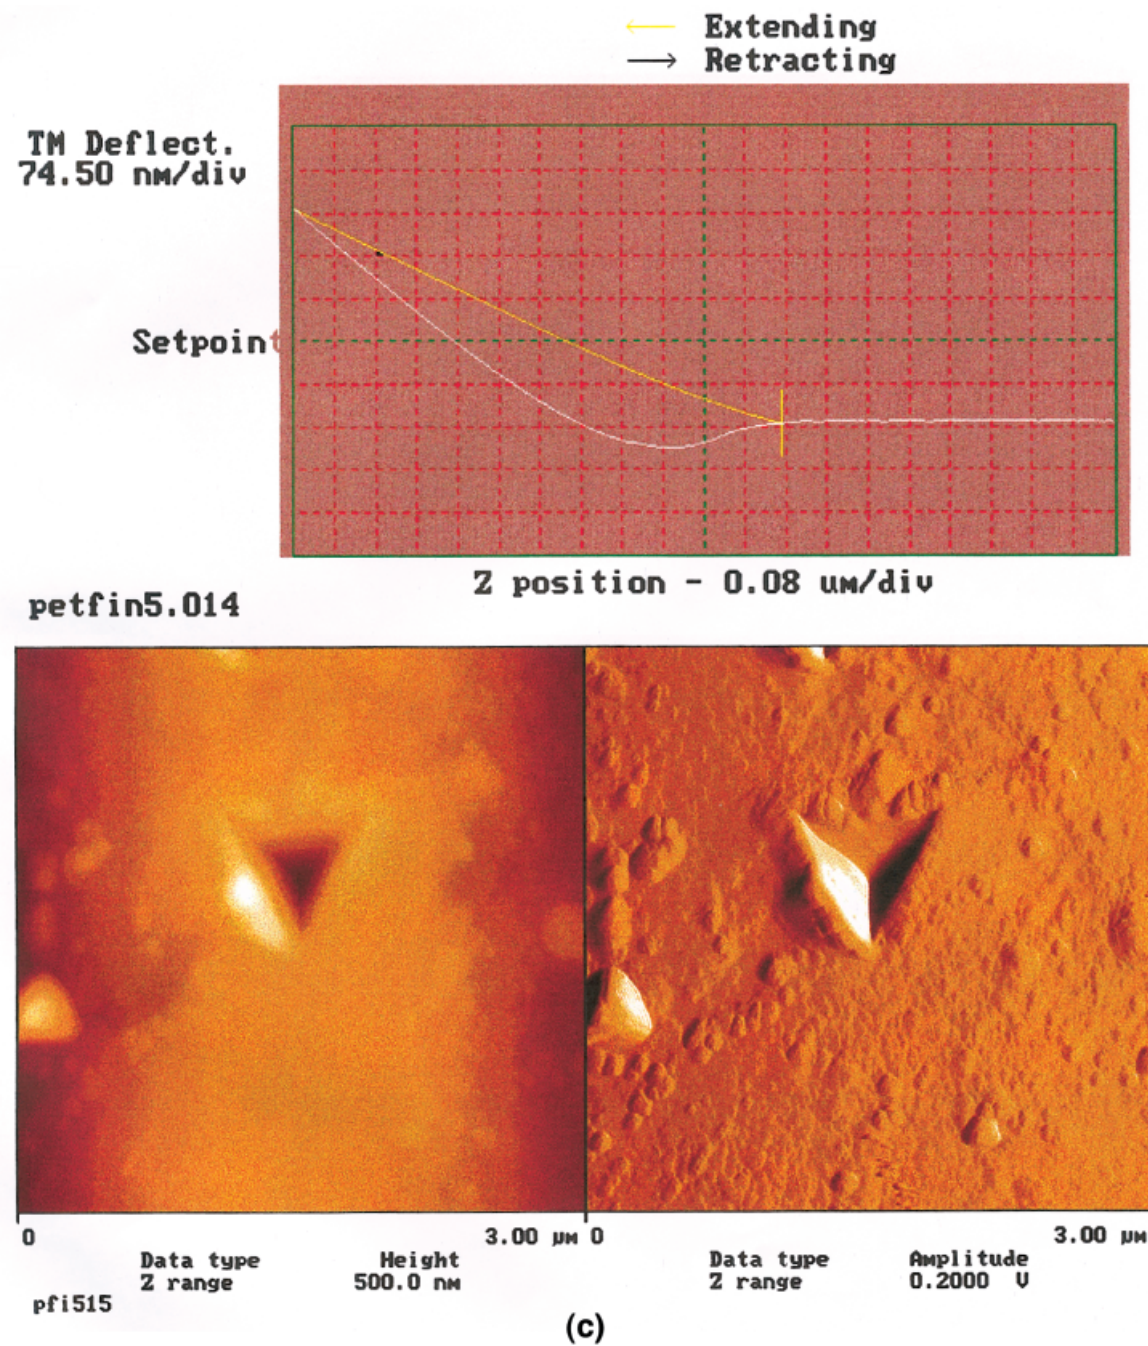 ← Extending
→ Retracting
TM Deflect.
74.50 nm/div
Setpoint
Z position - 0.08 um/div
petfin5.014
0 3.00 µm 0 3.00 µm
Data type Height Data type Amplitude
Z range 500.0 nm Z range 0.2000 V
pfi515
(c)